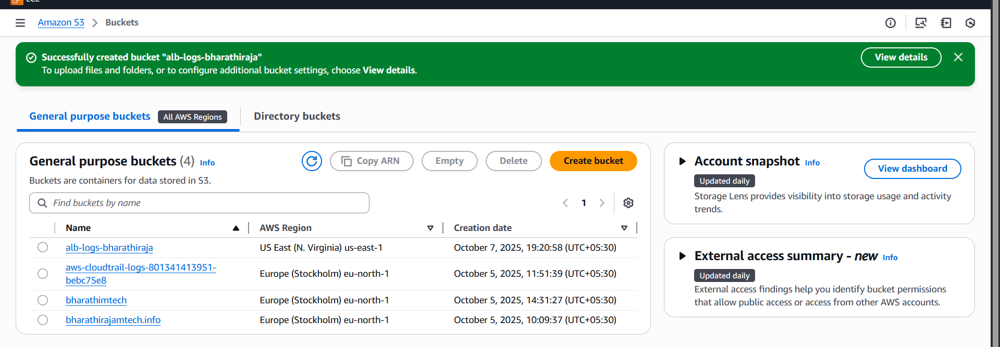 EC2
Amazon S3 > Buckets
Successfully created bucket "alb-logs-bharathiraja"
To upload files and folders, or to configure additional bucket settings, choose View details.
View details
General purpose buckets All AWS Regions
Directory buckets
General purpose buckets (4) Info
Copy ARN
Empty
Delete
Create bucket
Buckets are containers for data stored in S3.
Find buckets by name
1
Name AWS Region Creation date
alb-logs-bharathiraja US East (N. Virginia) us-east-1 October 7, 2025, 19:20:58 (UTC+05:30)
aws-cloudtrail-logs-801341413951-
bebc75e8 Europe (Stockholm) eu-north-1 October 5, 2025, 11:51:39 (UTC+05:30)
bharathimtech Europe (Stockholm) eu-north-1 October 5, 2025, 14:31:27 (UTC+05:30)
bharathirajamtech.info Europe (Stockholm) eu-north-1 October 5, 2025, 10:09:37 (UTC+05:30)
Account snapshot Info
View dashboard
Updated daily
Storage Lens provides visibility into storage usage and activity
trends.
External access summary - new Info
Updated daily
External access findings help you identify bucket permissions
that allow public access or access from other AWS accounts.